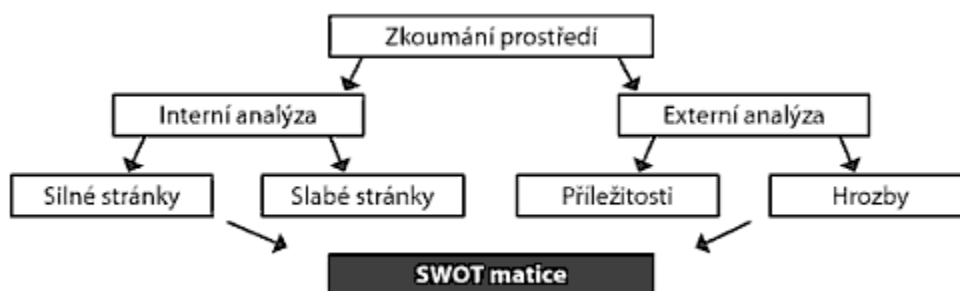 Zkoumání prostředí
Interní analýza
Externí analýza
Silné stránky
Slabé stránky
Příležitosti
Hrozby
SWOT matice